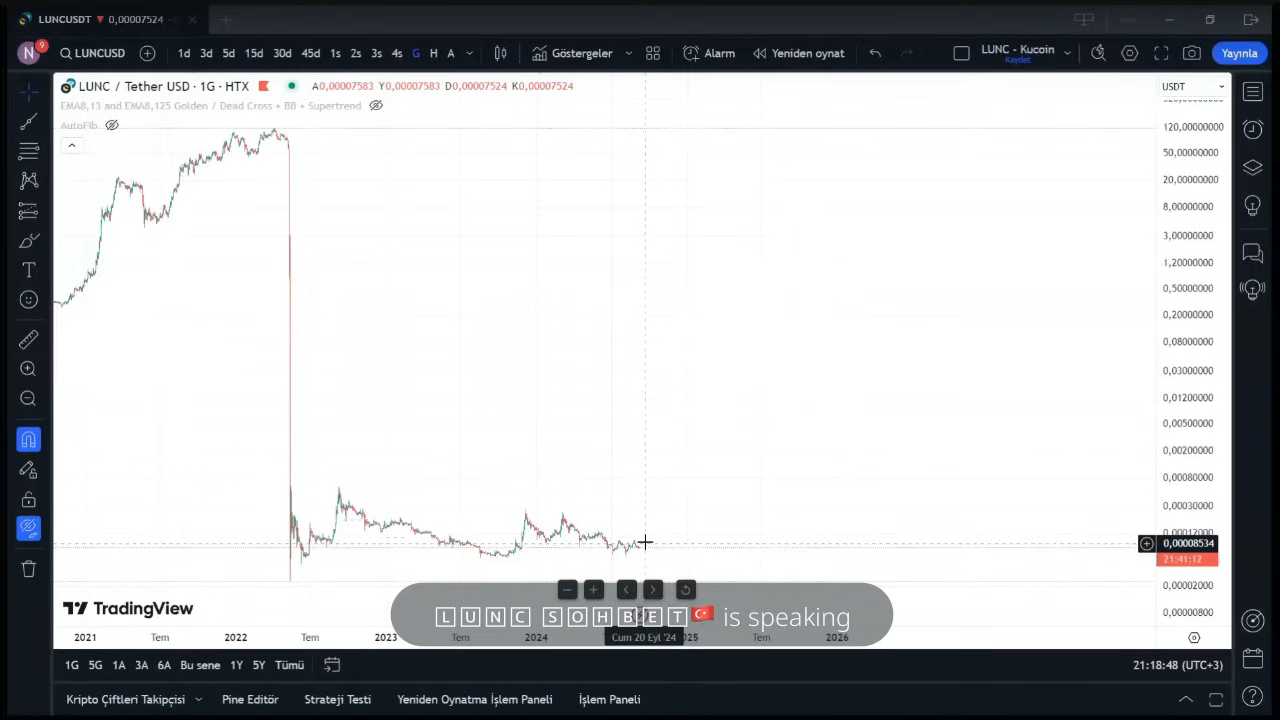 LUNCUSDT ▼ 0,00007524
N 9 LUNCUSD 1d 3d 5d 15d 30d 45d 1s 2s 3s 4s G H A Göstergeler Alarm Yeniden oynat LUNC - Kucoin Kaydet Yayınla
LUNC / Tether USD · 1G · HTX A0,00007583 Y0,00007583 D0,00007524 K0,00007524
USDT
EMA8,13 and EMA8,125 Golden / Dead Cross + BB + Supertrend
AutoFib
120,00000000
50,00000000
20,00000000
8,00000000
3,00000000
1,20000000
0,50000000
0,20000000
0,08000000
0,03000000
0,01200000
0,00500000
0,00200000
0,00080000
0,00030000
0,00008534
21:41:12
0,00002000
0,00000800
TradingView
LUNC SOHBET🇹🇷 is speaking
2021 Tem 2022 Tem 2023 Tem 2024 Cum 20 Eyl '24 2026
1G 5G 1A 3A 6A Bu sene 1Y 5Y Tümü 21:18:48 (UTC+3)
Kripto Çiftleri Takipçisi Pine Editör Strateji Testi Yeniden Oynatma İşlem Paneli İşlem Paneli